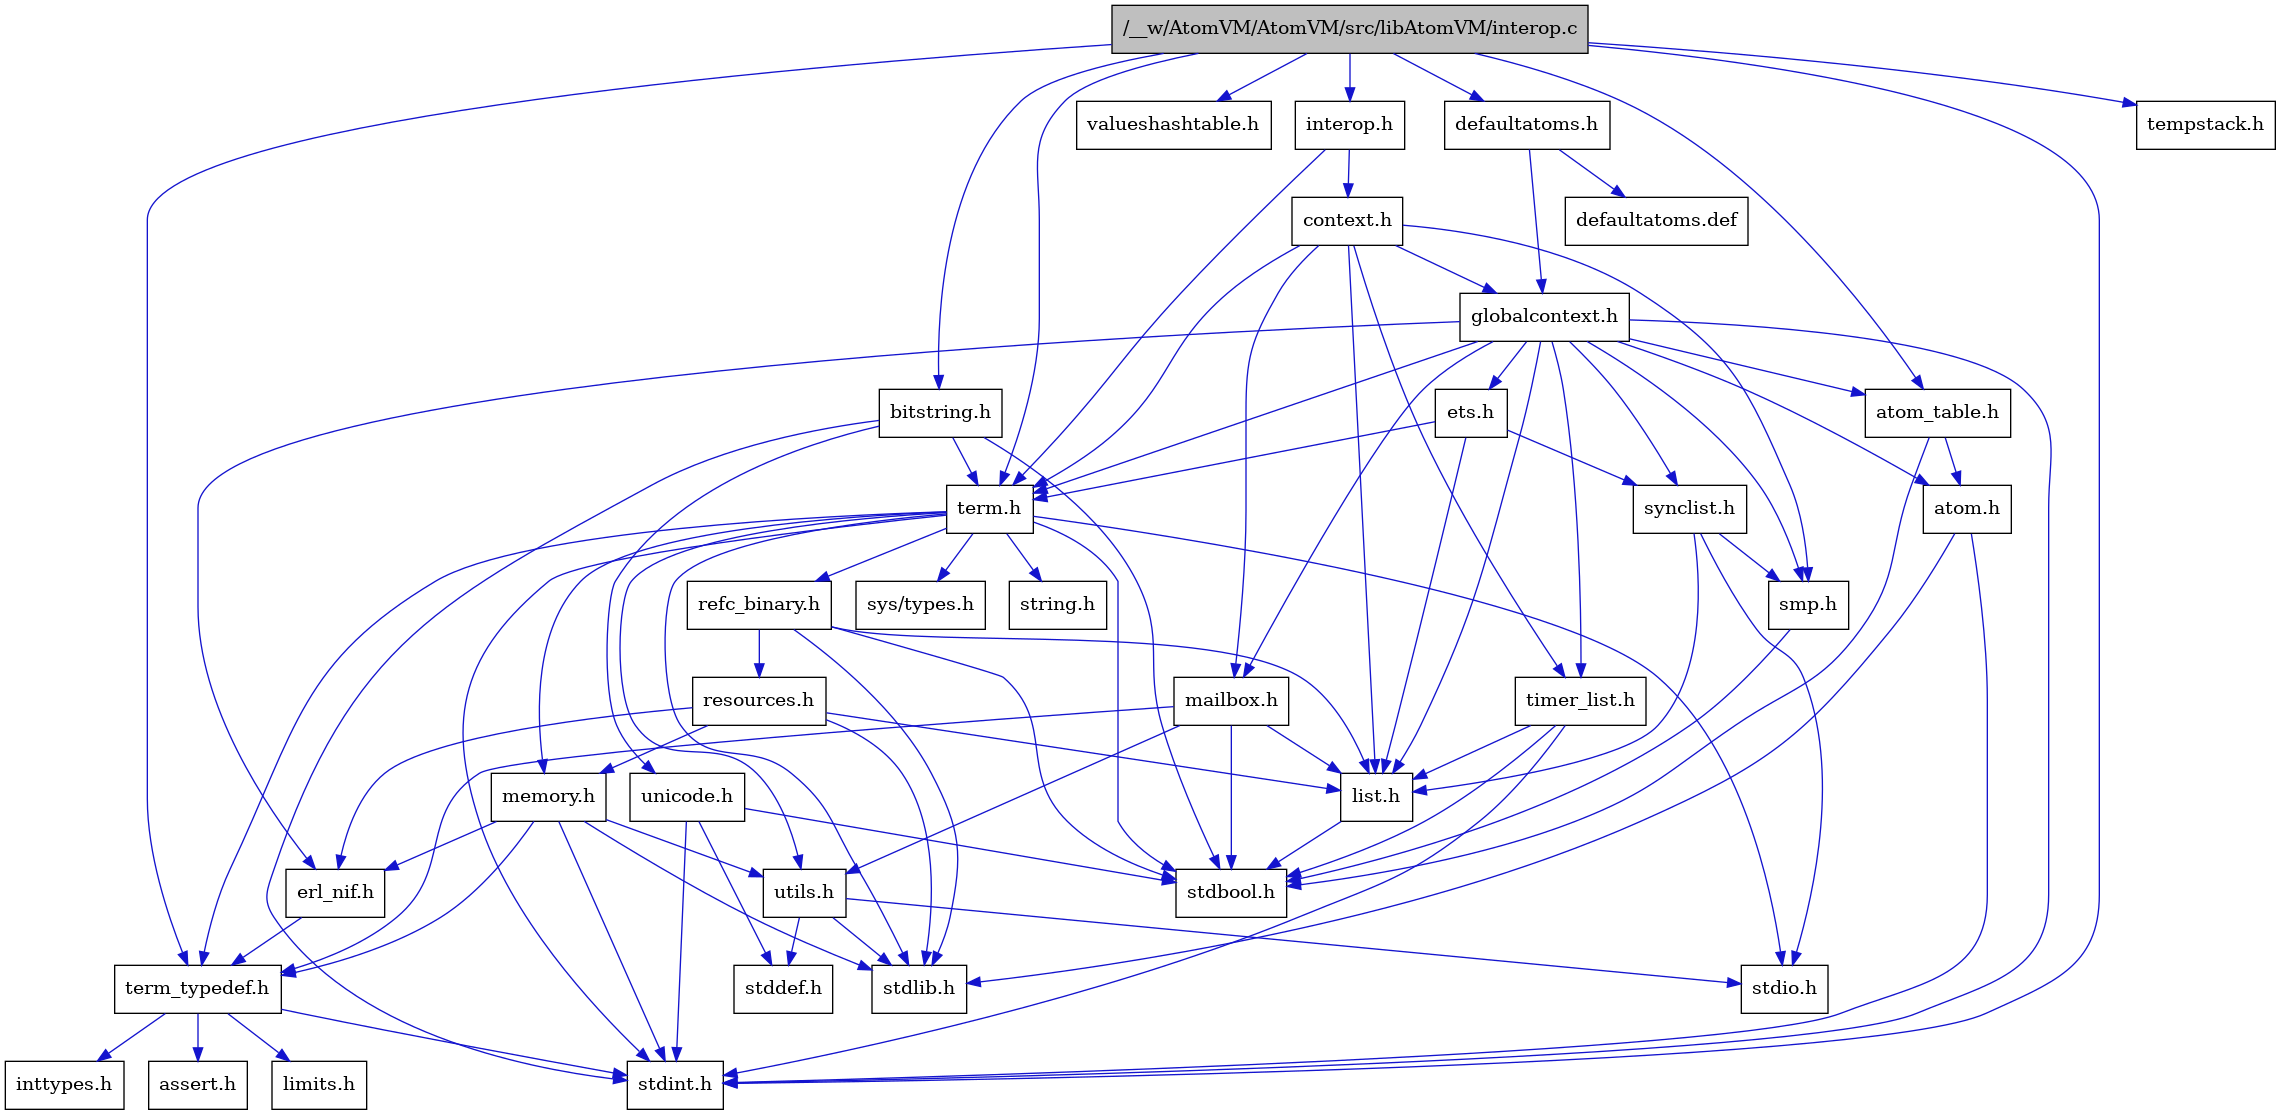 /__w/AtomVM/AtomVM/src/libAtomVM/interop.c
valueshashtable.h
interop.h
defaultatoms.h
tempstack.h
context.h
defaultatoms.def
globalcontext.h
bitstring.h
ets.h
atom_table.h
term.h
synclist.h
atom.h
refc_binary.h
sys/types.h
string.h
smp.h
resources.h
mailbox.h
timer_list.h
memory.h
unicode.h
list.h
erl_nif.h
utils.h
stdbool.h
term_typedef.h
stddef.h
stdlib.h
stdio.h
inttypes.h
assert.h
limits.h
stdint.h